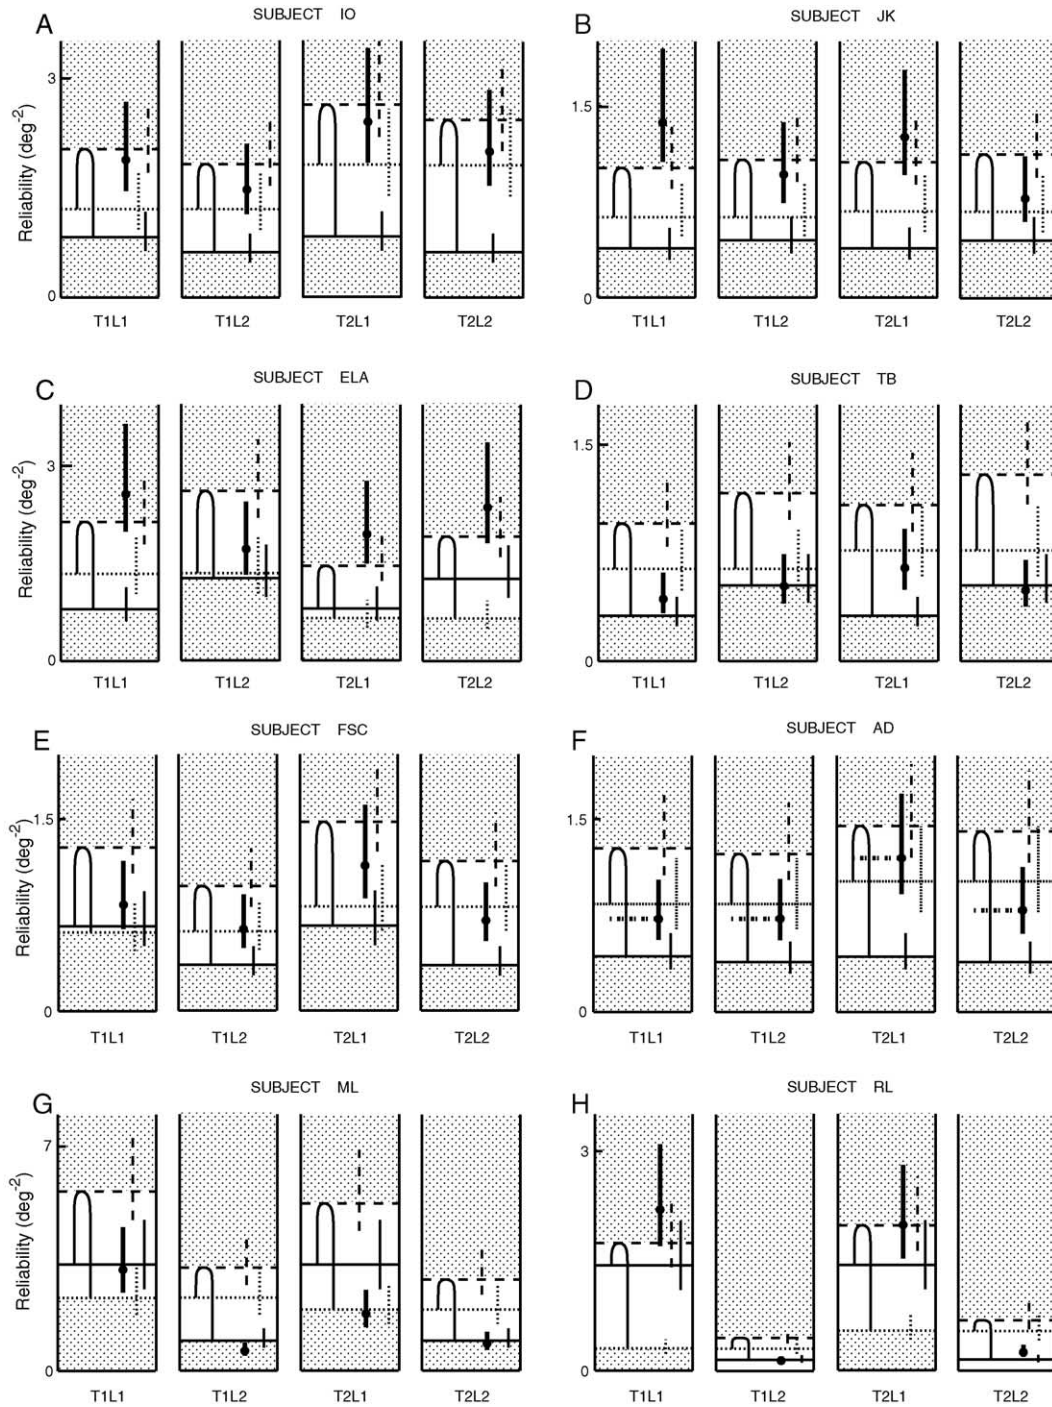 A SUBJECT IO
Reliability (deg-2)
3
0
T1L1 T1L2 T2L1 T2L2
B SUBJECT JK
1.5
0
T1L1 T1L2 T2L1 T2L2
C SUBJECT ELA
Reliability (deg-2)
3
0
T1L1 T1L2 T2L1 T2L2
D SUBJECT TB
1.5
0
T1L1 T1L2 T2L1 T2L2
E SUBJECT FSC
Reliability (deg-2)
1.5
0
T1L1 T1L2 T2L1 T2L2
F SUBJECT AD
1.5
0
T1L1 T1L2 T2L1 T2L2
G SUBJECT ML
Reliability (deg-2)
7
0
T1L1 T1L2 T2L1 T2L2
H SUBJECT RL
3
0
T1L1 T1L2 T2L1 T2L2